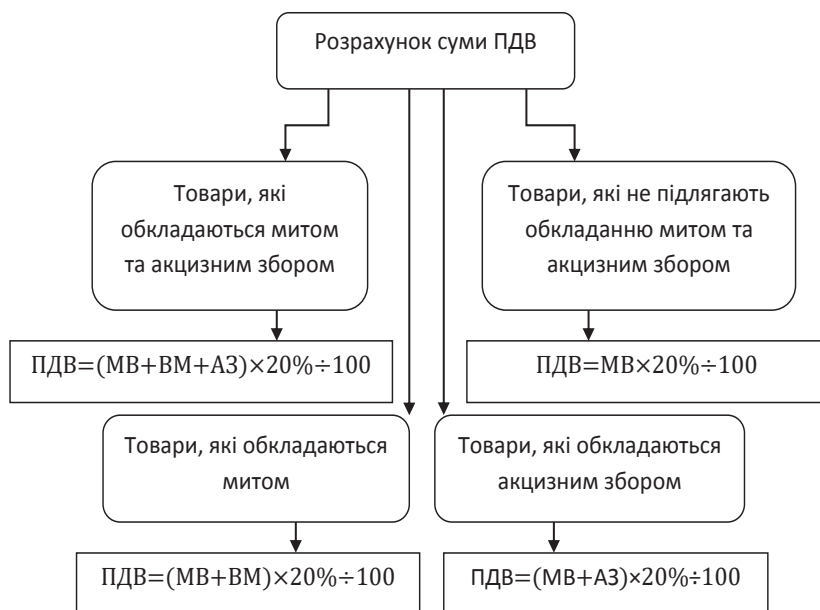 Розрахунок суми ПДВ
Товари, які
обкладаються митом
та акцизним збором
Товари, які не підлягають
обкладанню митом та
акцизним збором
ПДВ=(МВ+ВМ+АЗ)×20%÷100
ПДВ=МВ×20%÷100
Товари, які обкладаються
митом
Товари, які обкладаються
акцизним збором
ПДВ=(МВ+ВМ)×20%÷100
ПДВ=(МВ+АЗ)×20%÷100